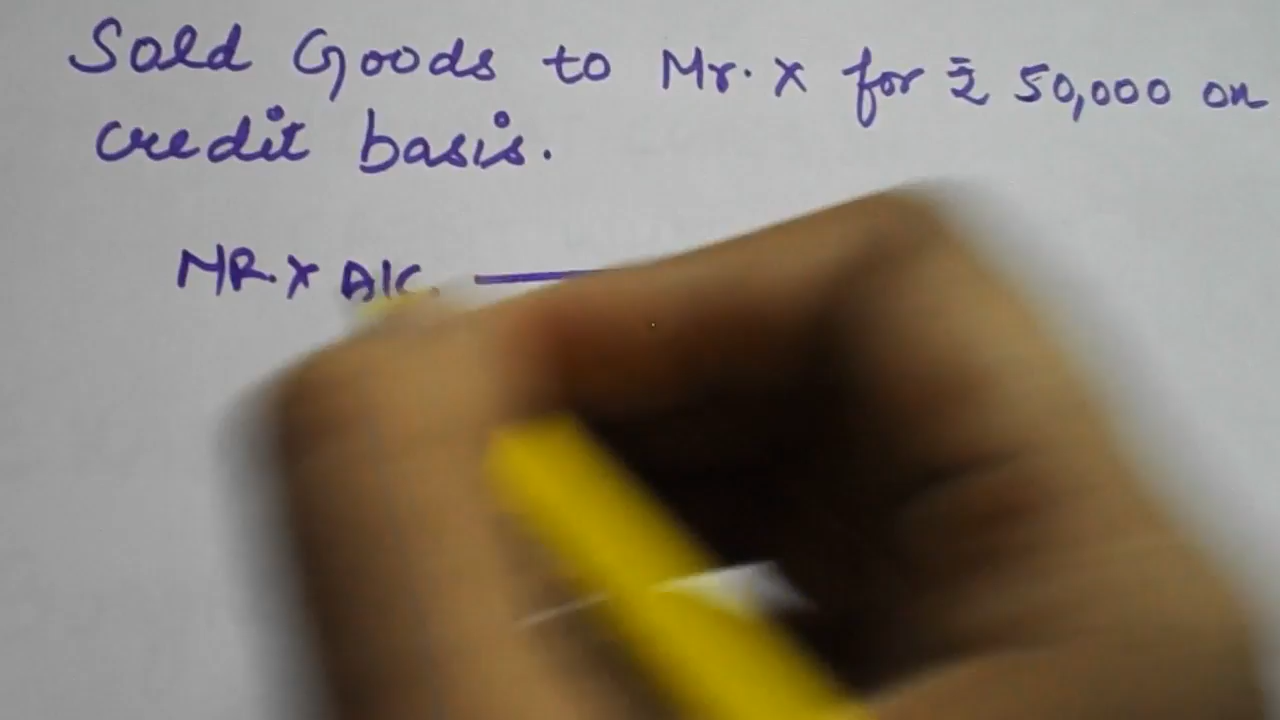 Sold Goods to Mr. X for ₹ 50,000 on
credit basis.
MR. X A/C.